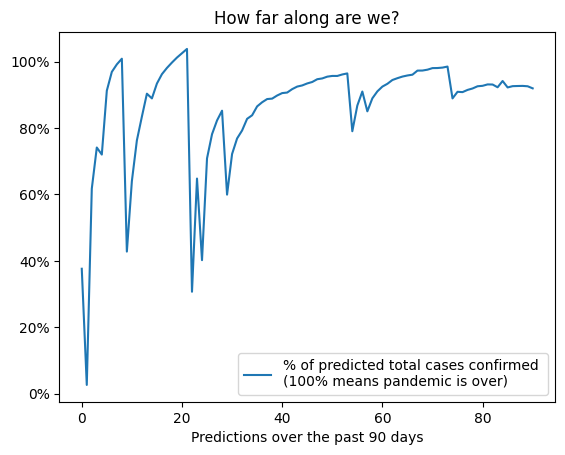 How far along are we?
100%
80%
60%
40%
20%
0%
% of predicted total cases confirmed
(100% means pandemic is over)
0 20 40 60 80
Predictions over the past 90 days